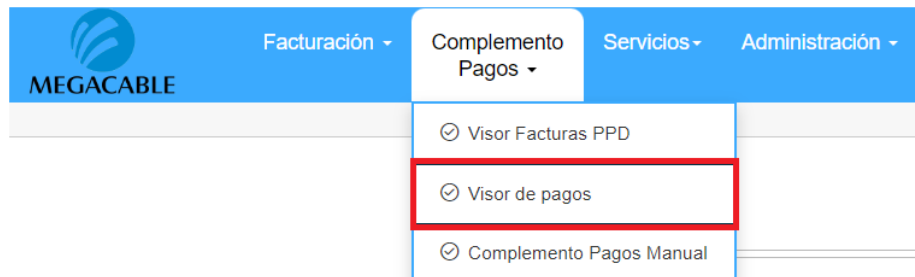 Facturación
Complemento
Pagos
Servicios
Administración
MEGACABLE
Visor Facturas PPD
Visor de pagos
Complemento Pagos Manual